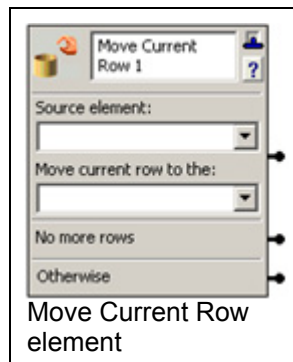 Move Current
Row 1
?
Source element:
Move current row to the:
No more rows
Otherwise
Move Current Row
element